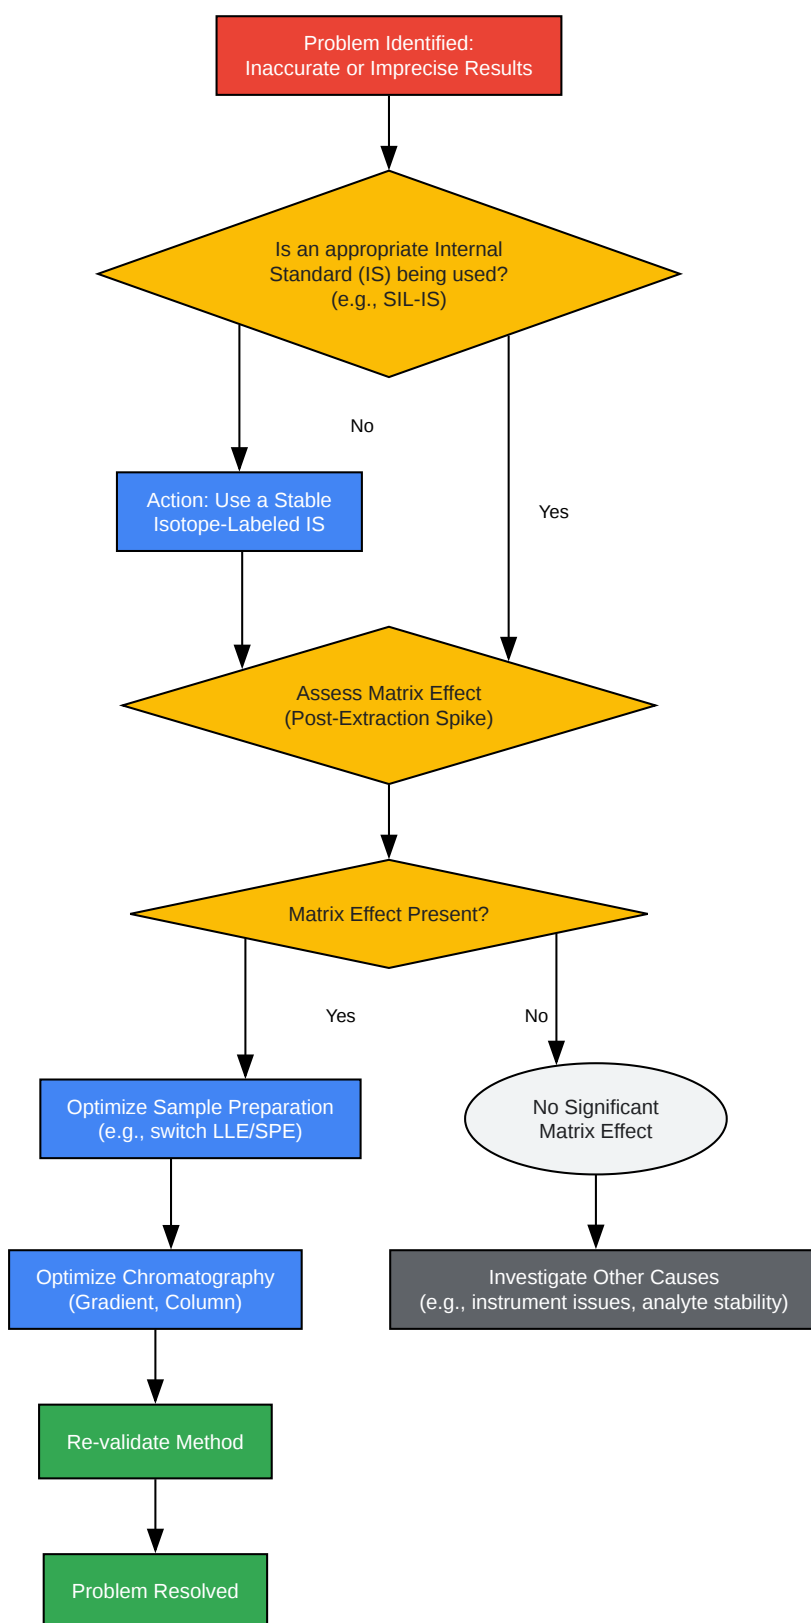 Problem Identified:
Inaccurate or Imprecise Results
Is an appropriate Internal
Standard (IS) being used?
(e.g., SIL-IS)
No
Yes
Action: Use a Stable
Isotope-Labeled IS
Assess Matrix Effect
(Post-Extraction Spike)
Matrix Effect Present?
Yes
No
Optimize Sample Preparation
(e.g., switch LLE/SPE)
No Significant
Matrix Effect
Optimize Chromatography
(Gradient, Column)
Investigate Other Causes
(e.g., instrument issues, analyte stability)
Re-validate Method
Problem Resolved